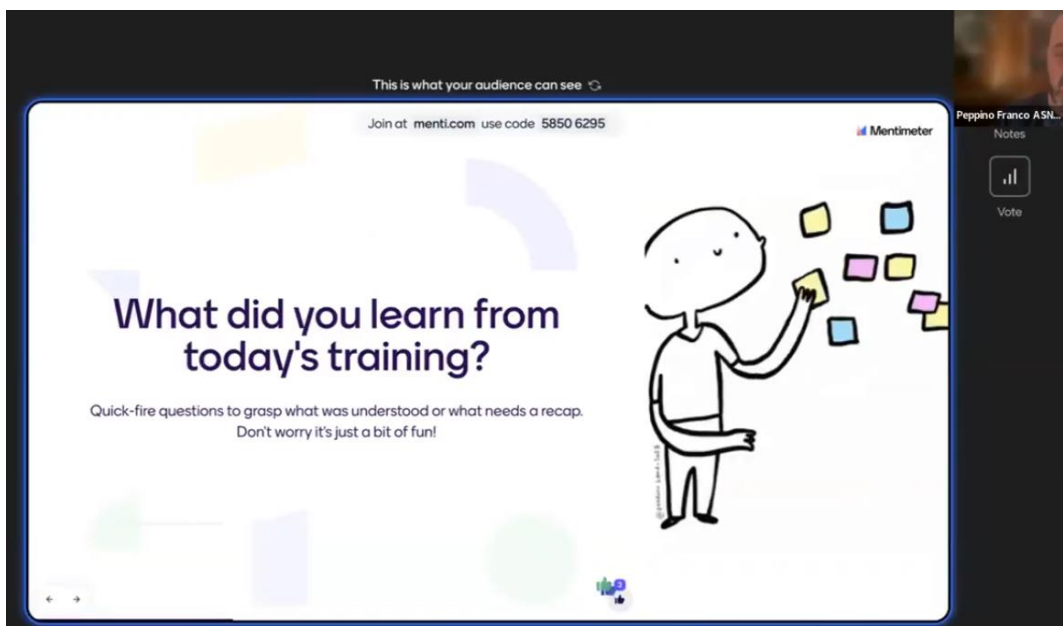 This is what your audience can see
Join at menti.com use code 5850 6295
Mentimeter
Peppino Franco ASN...
Notes
Vote
What did you learn from
today's training?
Quick-fire questions to grasp what was understood or what needs a recap.
Don't worry it's just a bit of fun!
3